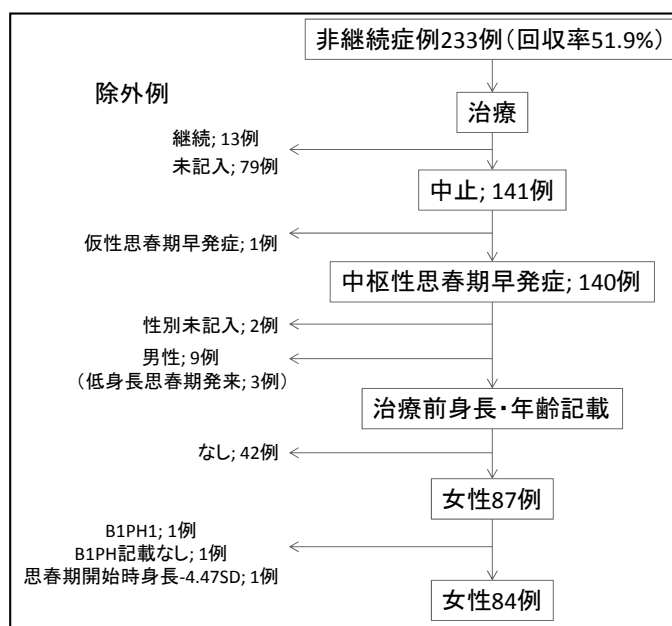 非継続症例233例（回収率51.9%）
除外例
治療
継続; 13例
未記入; 79例
中止; 141例
仮性思春期早発症; 1例
中枢性思春期早発症; 140例
性別未記入; 2例
男性; 9例
（低身長思春期発来; 3例）
治療前身長・年齢記載
なし; 42例
女性87例
B1PH1; 1例
B1PH記載なし; 1例
思春期開始時身長-4.47SD; 1例
女性84例